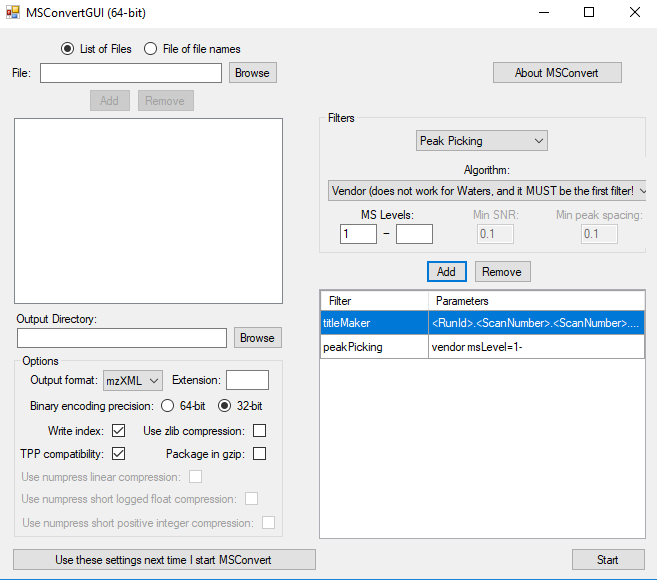 MSConvertGUI (64-bit)
List of Files File of file names
File: Browse
About MSConvert
Add Remove
Filters
Peak Picking
Algorithm:
Vendor (does not work for Waters, and it MUST be the first filter!
MS Levels: Min SNR: Min peak spacing:
1 – 0.1 0.1
Add Remove
Filter Parameters
titleMaker <RunId>.<ScanNumber>.<ScanNumber>....
peakPicking vendor msLevel=1-
Output Directory:
Browse
Options
Output format: mzXML Extension:
Binary encoding precision: 64-bit 32-bit
Write index: Use zlib compression:
TPP compatibility: Package in gzip:
Use numpress linear compression:
Use numpress short logged float compression:
Use numpress short positive integer compression:
Use these settings next time I start MSConvert
Start